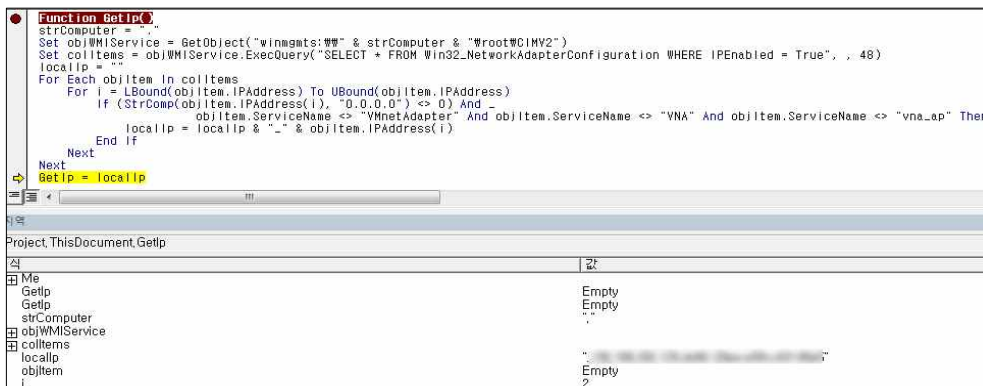 Function GetIp()
strComputer = "."
Set objWMIService = GetObject("winmgmts:₩₩" & strComputer & "₩root₩CIMV2")
Set colItems = objWMIService.ExecQuery("SELECT * FROM Win32_NetworkAdapterConfiguration WHERE IPEnabled = True", , 48)
localIp = ""
For Each objItem In colItems
For i = LBound(objItem.IPAddress) To UBound(objItem.IPAddress)
If (StrComp(objItem.IPAddress(i), "0.0.0.0") <> 0) And _
objItem.ServiceName <> "VMnetAdapter" And objItem.ServiceName <> "VNA" And objItem.ServiceName <> "vna_ap" Then
localIp = localIp & "_" & objItem.IPAddress(i)
End If
Next
Next
GetIp = localIp
지역
Project,ThisDocument,GetIp
식 값
Me
GetIp Empty
GetIp Empty
strComputer "."
objWMIService
colItems
localIp
objItem Empty
i 2